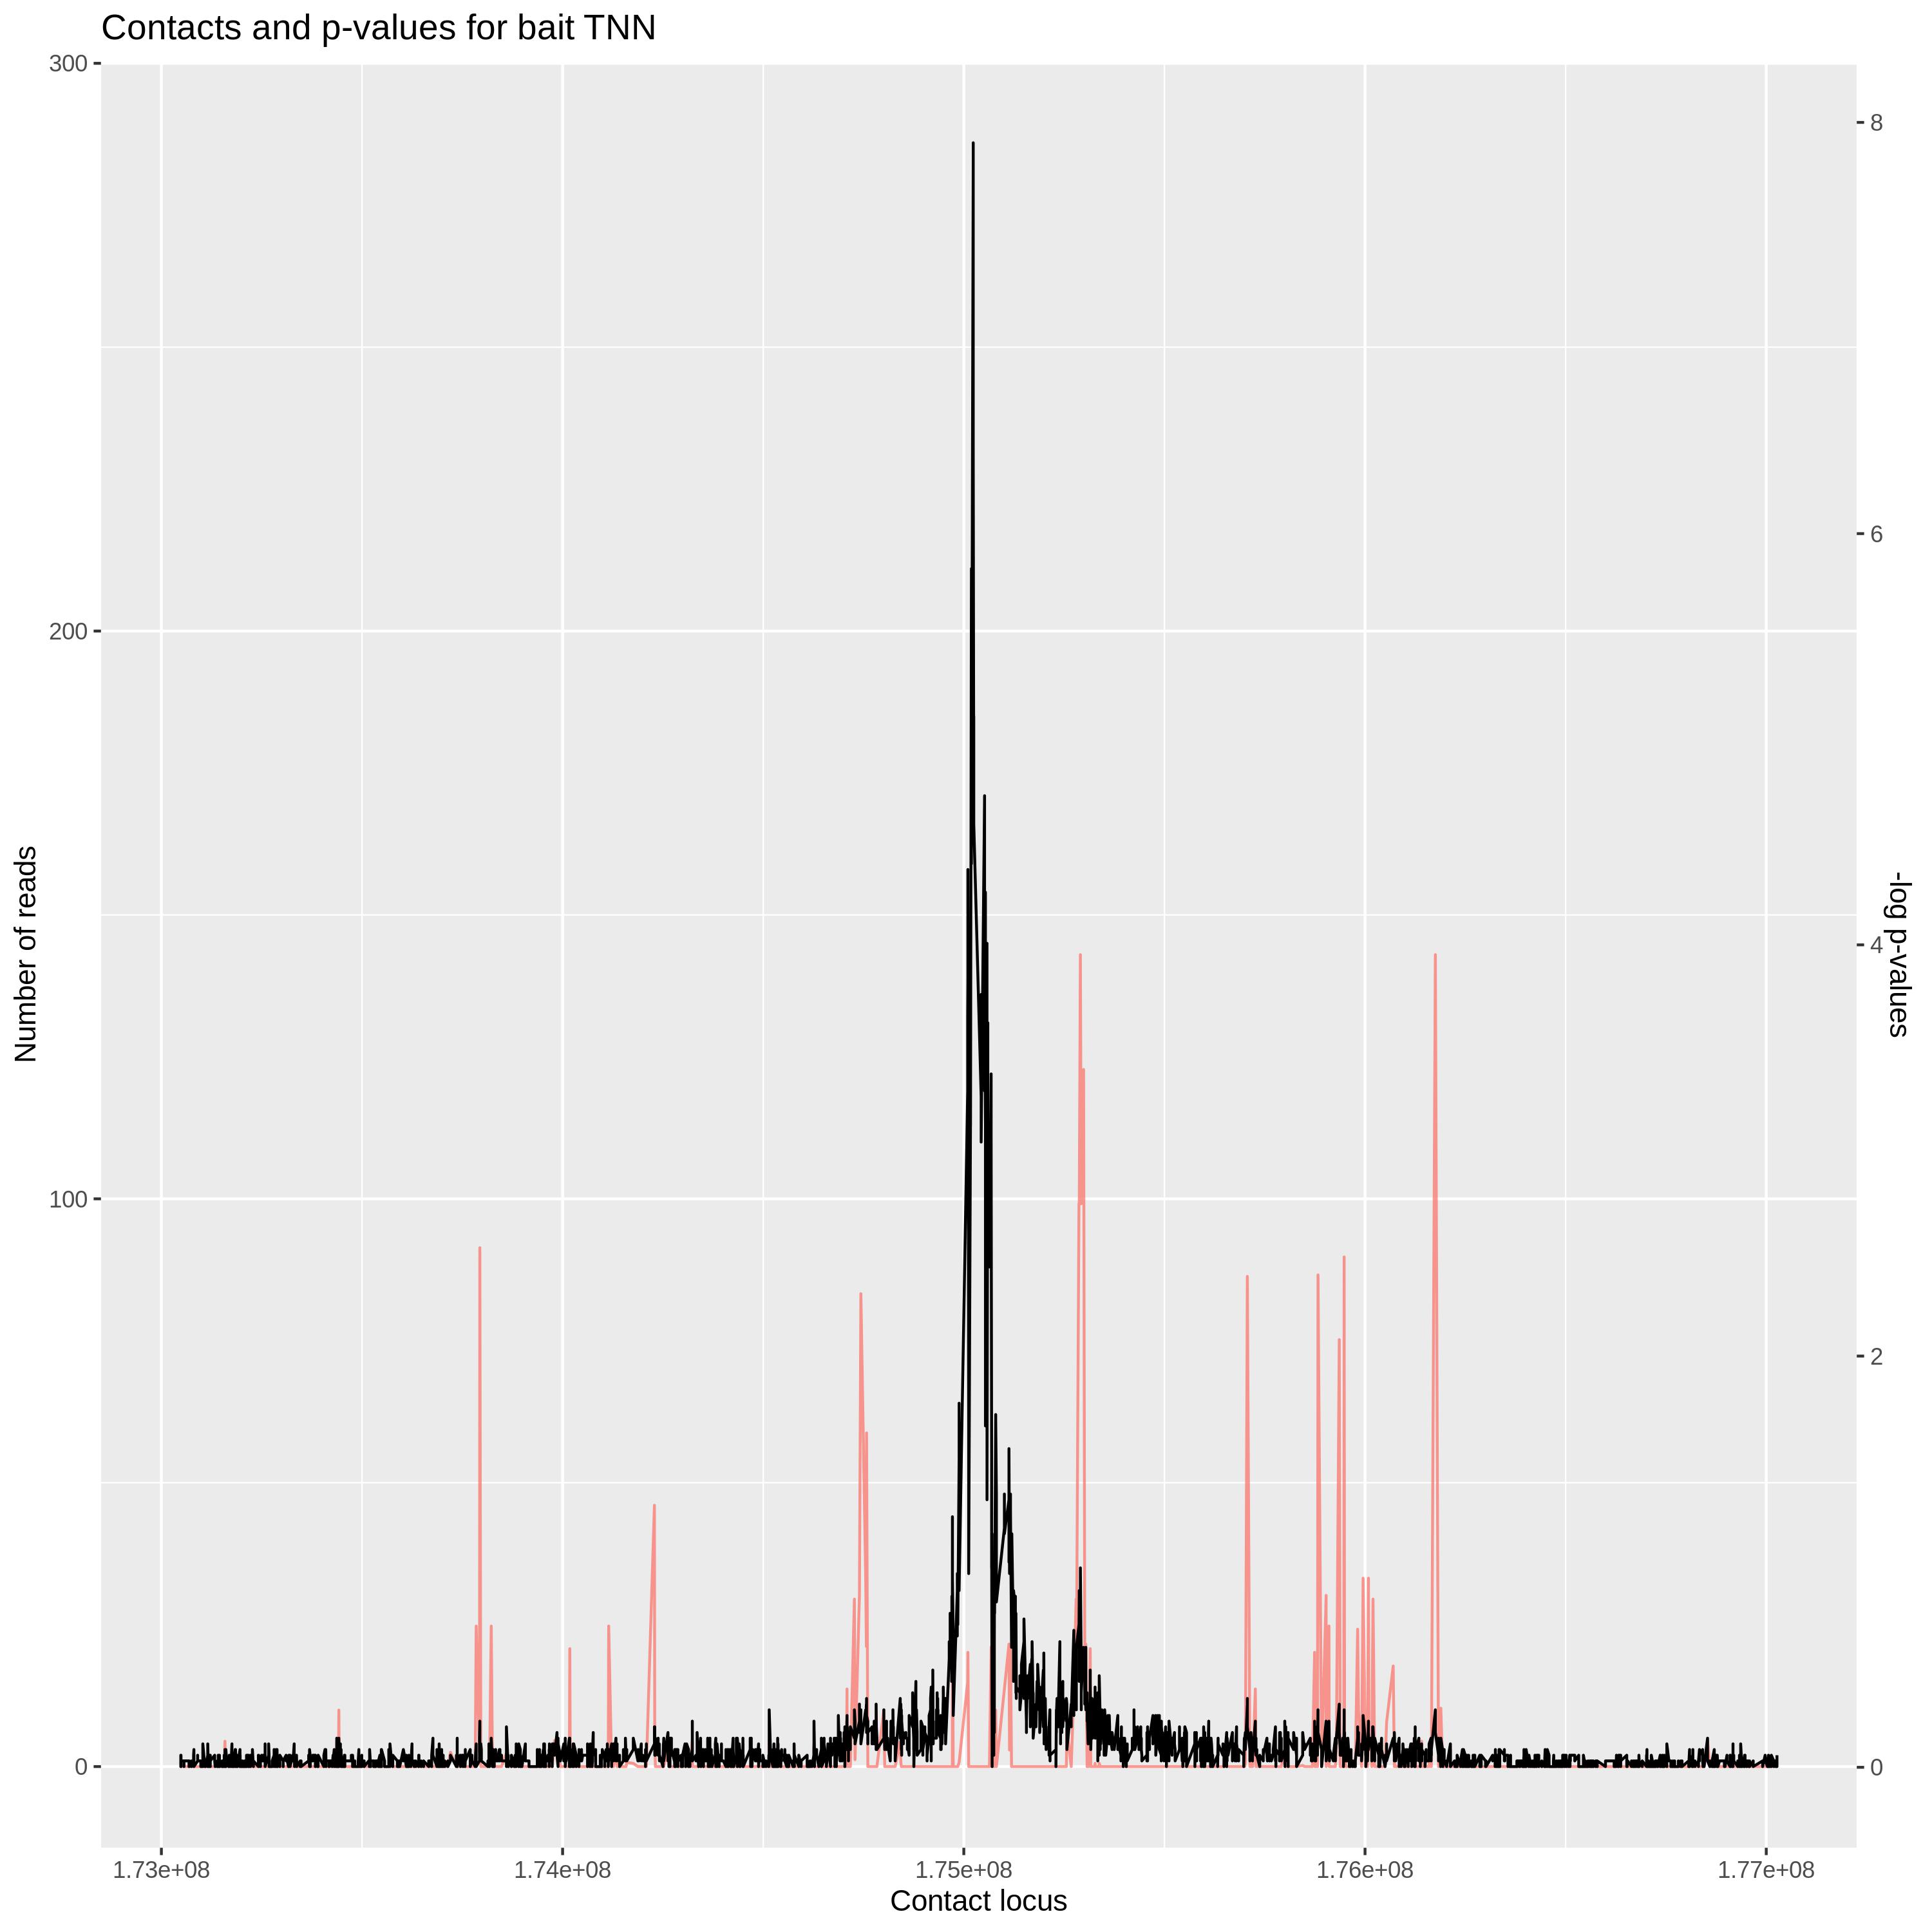 Contacts and p-values for bait TNN
300
200
100
0
Number of reads
8
6
4
2
0
-log p-values
1.73e+08 1.74e+08 1.75e+08 1.76e+08 1.77e+08
Contact locus